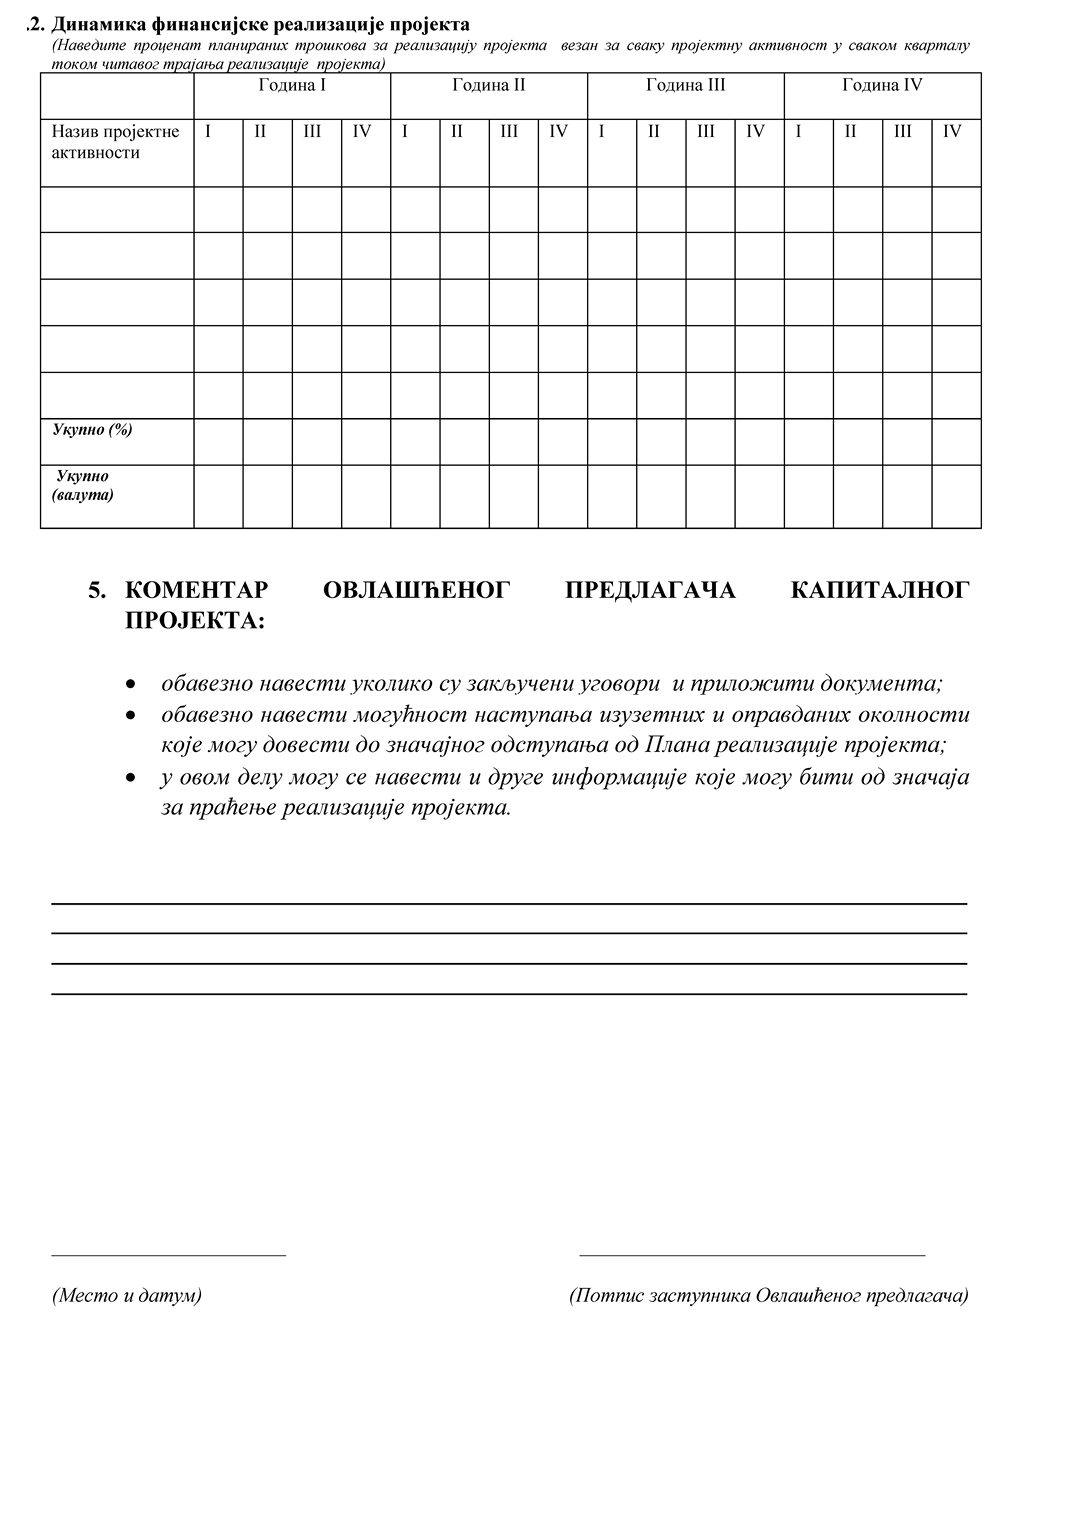 .2. Динамика финансијске реализације пројекта
(Наведите проценат планираних трошкова за реализацију пројекта везан за сваку пројектну активност у сваком кварталу
током читавог трајања реализације пројекта)
Година I Година II Година III Година IV
Назив пројектне I II III IV I II III IV I II III IV I II III IV
активности
Укупно (%)
Укупно
(валута)
5. КОМЕНТАР ОВЛАШЋЕНОГ ПРЕДЛАГАЧА КАПИТАЛНОГ
ПРОЈЕКТА:
• обавезно навести уколико су закључени уговори и приложити документа;
• обавезно навести могућност наступања изузетних и оправданих околности
које могу довести до значајног одступања од Плана реализације пројекта;
• у овом делу могу се навести и друге информације које могу бити од значаја
за праћење реализације пројекта.
(Место и датум) (Потпис заступника Овлашћеног предлагача)